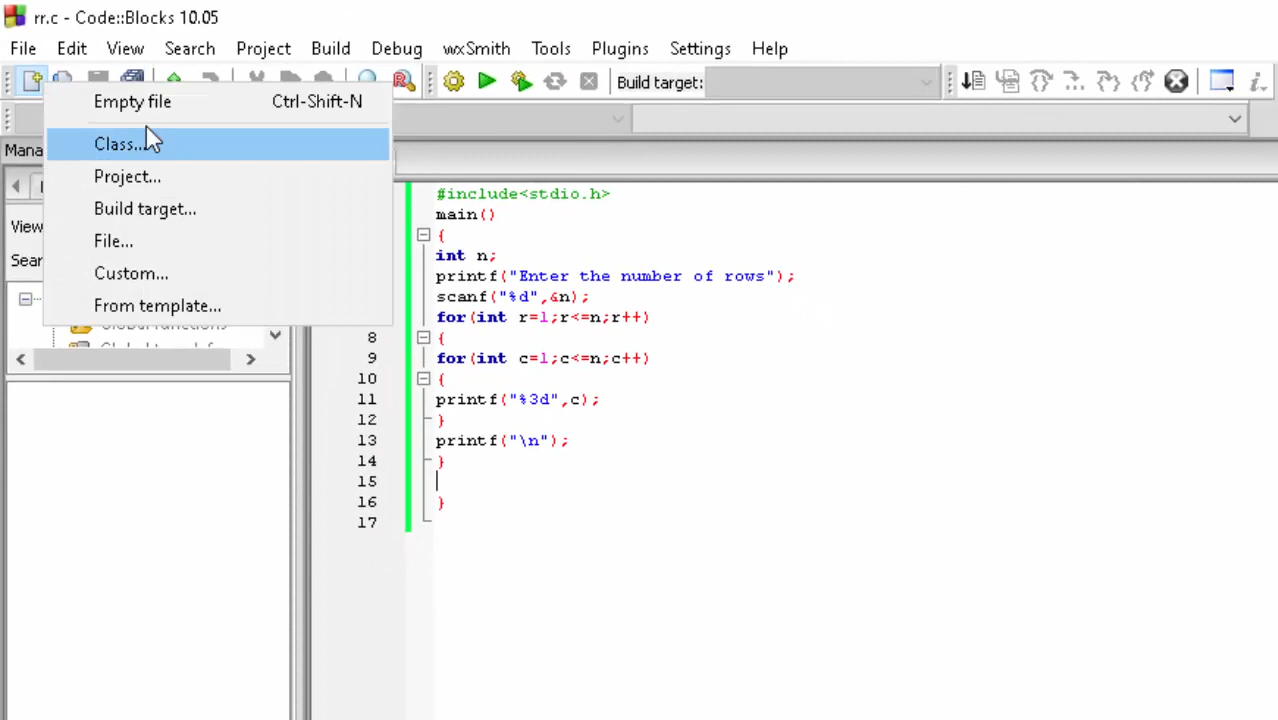 rr.c - Code::Blocks 10.05
File Edit View Search Project Build Debug wxSmith Tools Plugins Settings Help
Build target:
Empty file Ctrl-Shift-N
Class...
Project...
Build target...
File...
Custom...
From template...
Mana
View
Sear
Global functions
#include<stdio.h>
main()
{
int n;
printf("Enter the number of rows");
scanf("%d",&n);
for(int r=1;r<=n;r++)
8 {
9 for(int c=1;c<=n;c++)
10 {
11 printf("%3d",c);
12 }
13 printf("\n");
14 }
15
16 }
17